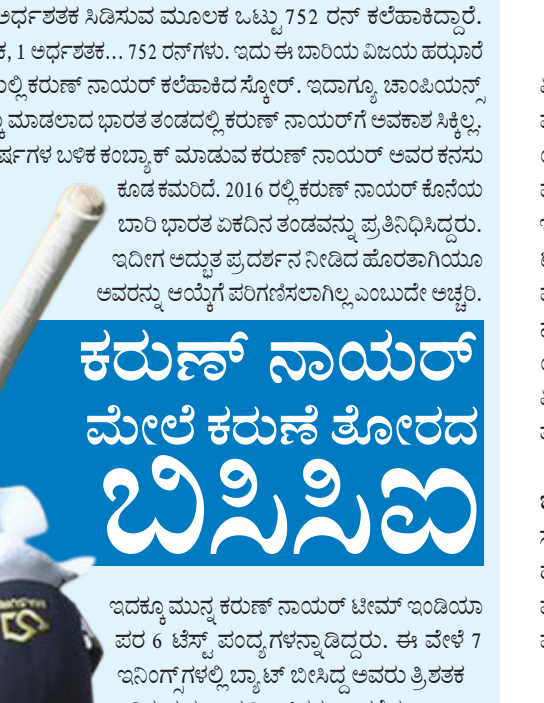 ಅರ್ಧಶತಕ ಸಿಡಿಸುವ ಮೂಲಕ ಒಟ್ಟು 752 ರನ್ ಕಲೆಹಾಕಿದ್ದಾರೆ.
1 ಅರ್ಧಶತಕ... 752 ರನ್‌ಗಳು. ಇದು ಈ ಬಾರಿಯ ವಿಜಯ ಹಝಾರೆ
ಕರುಣ್ ನಾಯರ್ ಕಲೆಹಾಕಿದ ಸ್ಕೋರ್. ಇದಾಗ್ಯೂ ಚಾಂಪಿಯನ್ಸ್
ಮಾಡಲಾದ ಭಾರತ ತಂಡದಲ್ಲಿ ಕರುಣ್ ನಾಯರ್‌ಗೆ ಅವಕಾಶ ಸಿಕ್ಕಿಲ್ಲ.
ಬಳಿಕ ಕಂಬ್ಯಾಕ್ ಮಾಡುವ ಕರುಣ್ ನಾಯರ್ ಅವರ ಕನಸು
ಕೂಡ ಕಮರಿದೆ. 2016 ರಲ್ಲಿ ಕರುಣ್ ನಾಯರ್ ಕೊನೆಯ
ಬಾರಿ ಭಾರತ ಏಕದಿನ ತಂಡವನ್ನು ಪ್ರತಿನಿಧಿಸಿದ್ದರು.
ಇದೀಗ ಅದ್ಭುತ ಪ್ರದರ್ಶನ ನೀಡಿದ ಹೊರತಾಗಿಯೂ
ಅವರನ್ನು ಆಯ್ಕೆಗೆ ಪರಿಗಣಿಸಲಾಗಿಲ್ಲ ಎಂಬುದೇ ಅಚ್ಚರಿ.
ಕರುಣ್ ನಾಯರ್
ಮೇಲೆ ಕರುಣೆ ತೋರದ
ಬಿಸಿಸಿಐ
ಇದಕ್ಕೂ ಮುನ್ನ ಕರುಣ್ ನಾಯರ್ ಟೀಮ್ ಇಂಡಿಯಾ
ಪರ 6 ಟೆಸ್ಟ್ ಪಂದ್ಯಗಳನ್ನಾಡಿದ್ದರು. ಈ ವೇಳೆ 7
ಇನಿಂಗ್ಸ್‌ಗಳಲ್ಲಿ ಬ್ಯಾಟ್ ಬೀಸಿದ್ದ ಅವರು ತ್ರಿಶತಕ